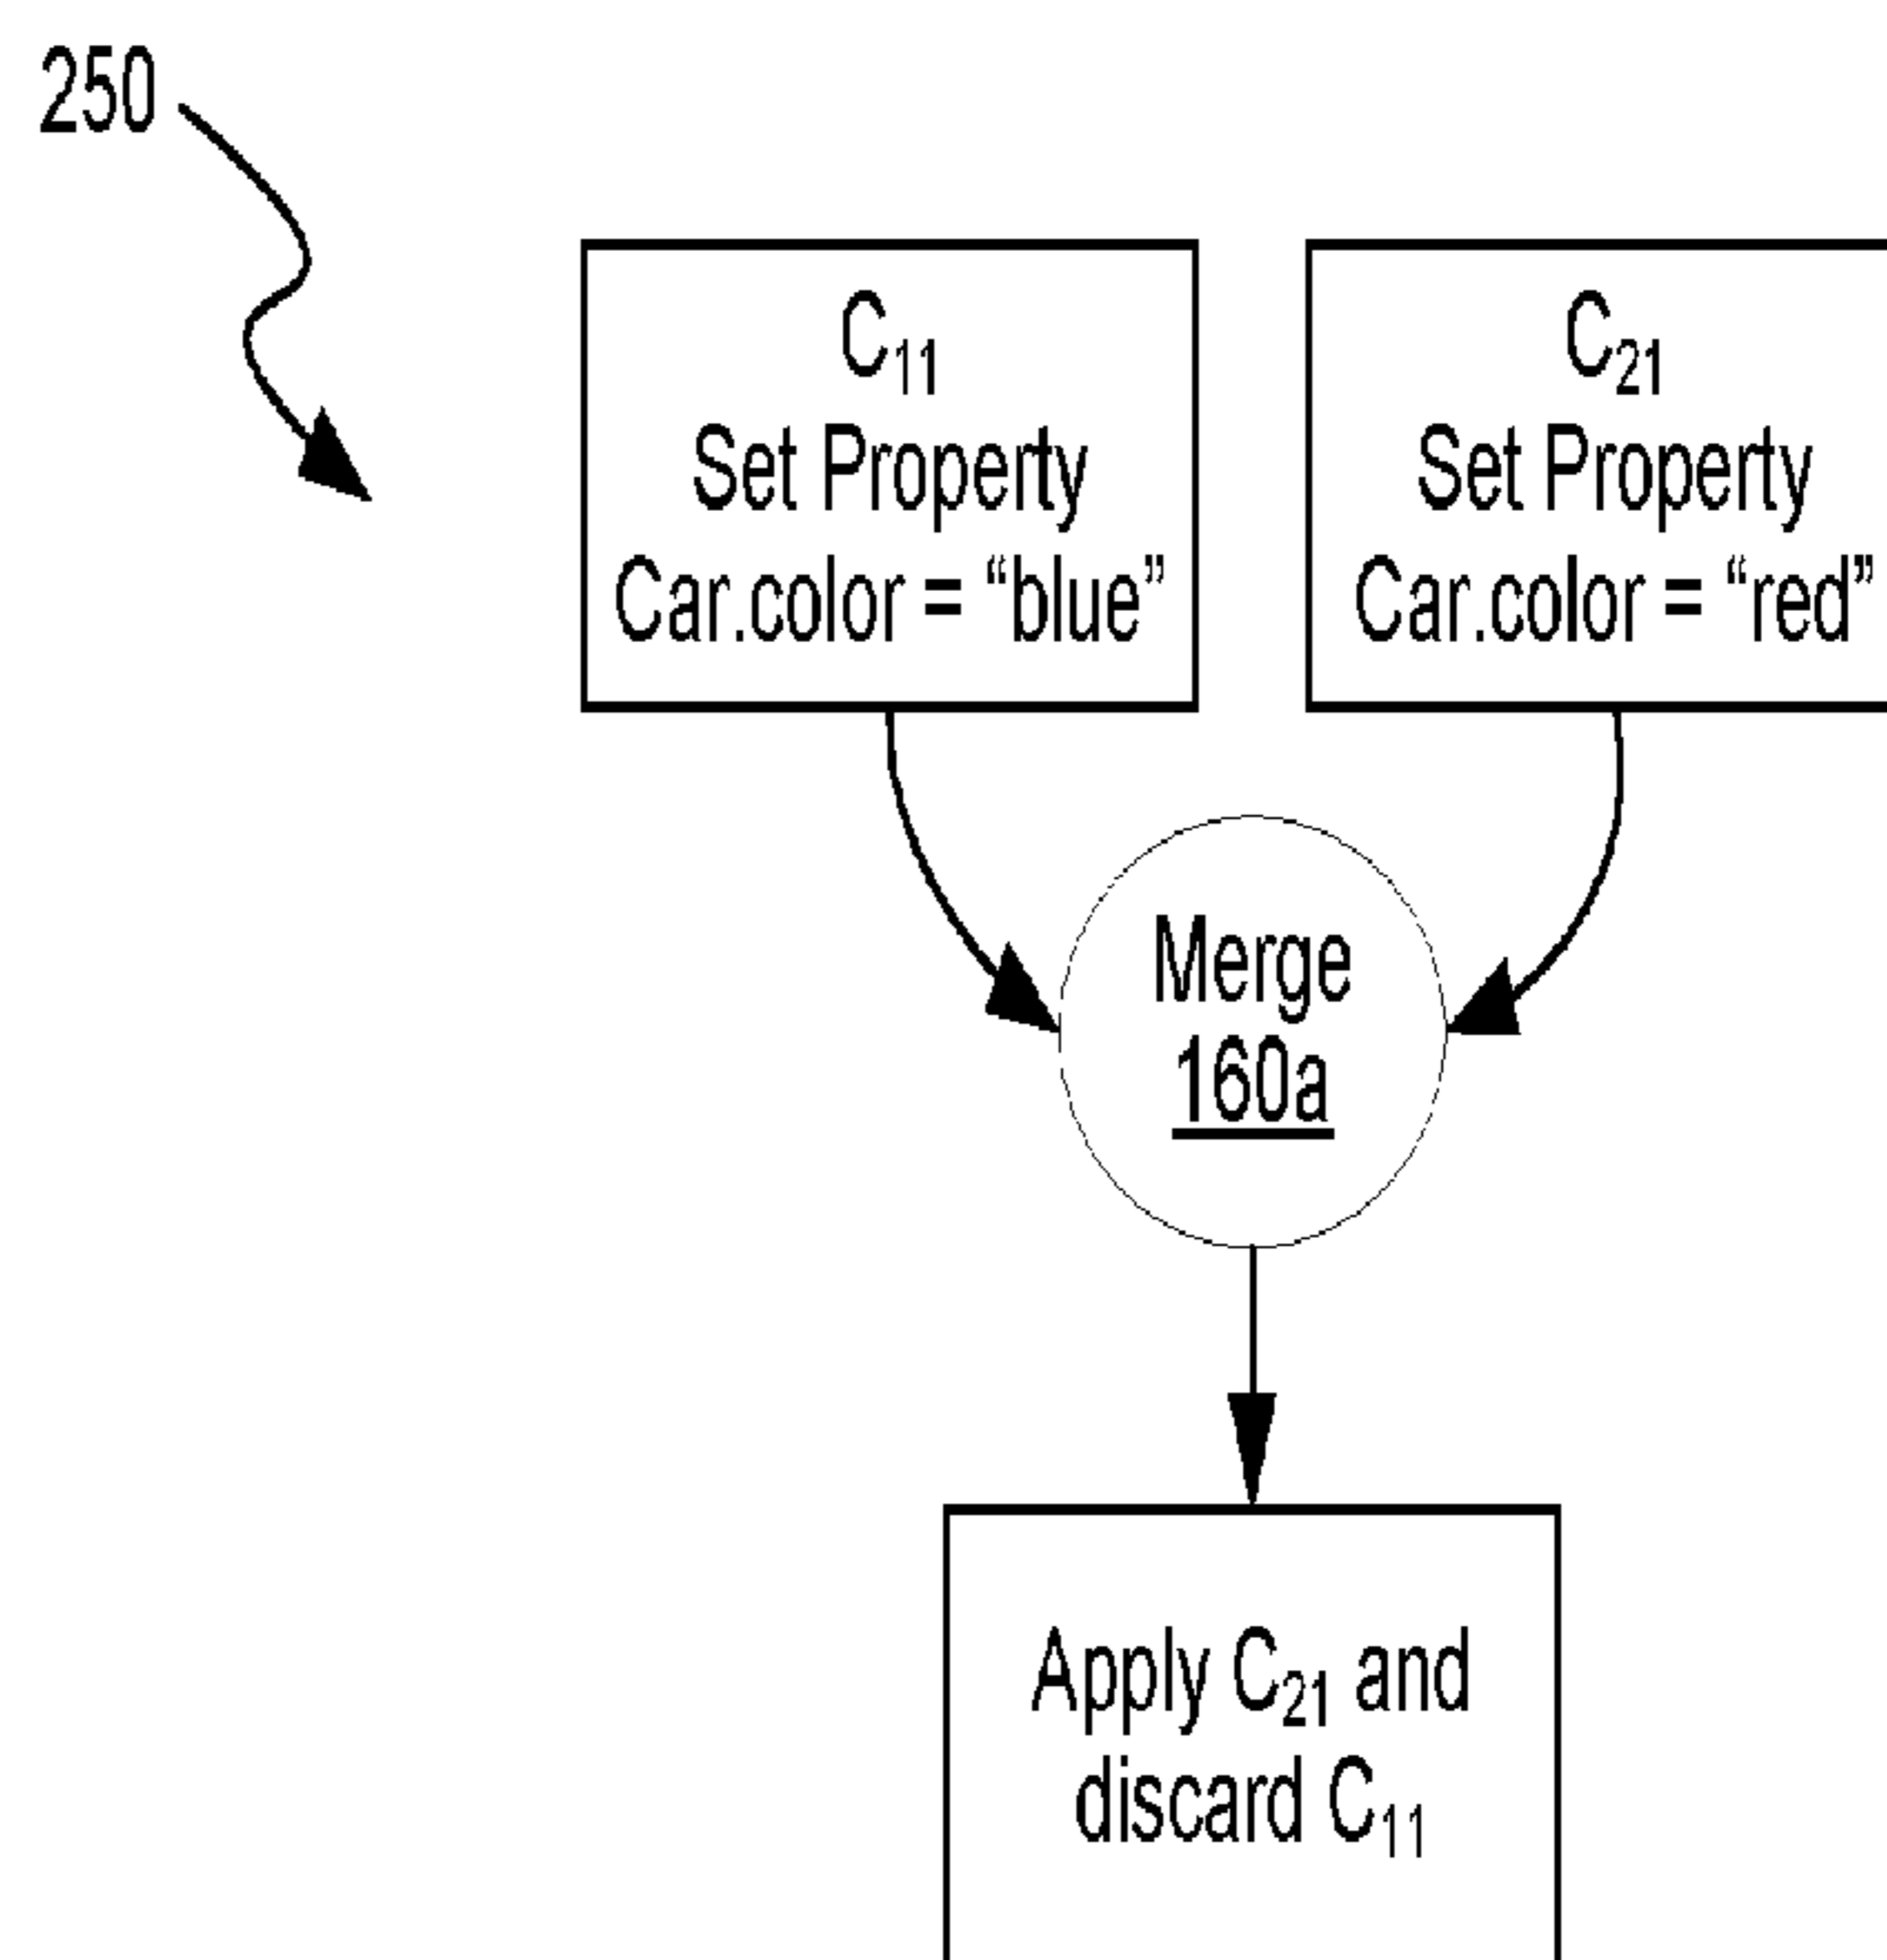 250
C₁₁
Set Property
Car.color = “blue”
C₂₁
Set Property
Car.color = “red”
Merge
160a
Apply C₂₁ and
discard C₁₁